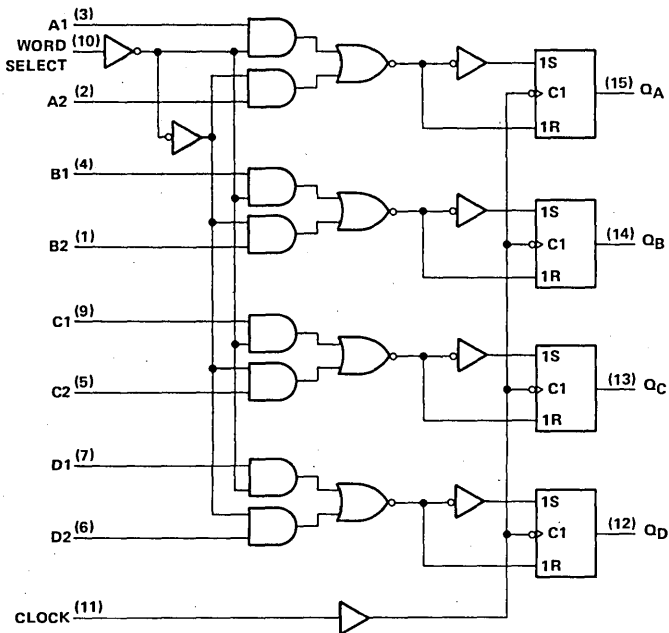 A1 (3)
WORD (10)
SELECT
A2 (2)
1S
C1
1R
(15) QA
B1 (4)
B2 (1)
1S
C1
1R
(14) QB
C1 (9)
C2 (5)
1S
C1
1R
(13) QC
D1 (7)
D2 (6)
1S
C1
1R
(12) QD
CLOCK (11)